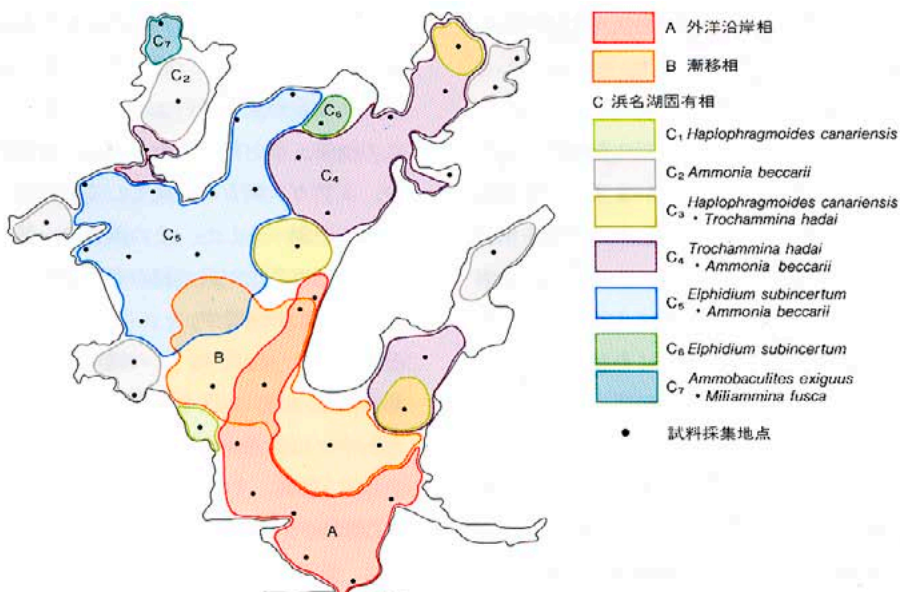 C₇
C₂
C₆
C₄
C₅
B
A
A 外洋沿岸相
B 漸移相
C 浜名湖固有相
C₁ Haplophragmoides canariensis
C₂ Ammonia beccarii
C₃ Haplophragmoides canariensis
・Trochammina hadai
C₄ Trochammina hadai
・Ammonia beccarii
C₅ Elphidium subincertum
・Ammonia beccarii
C₆ Elphidium subincertum
C₇ Ammobaculites exiguus
・Miliammina fusca
試料採集地点